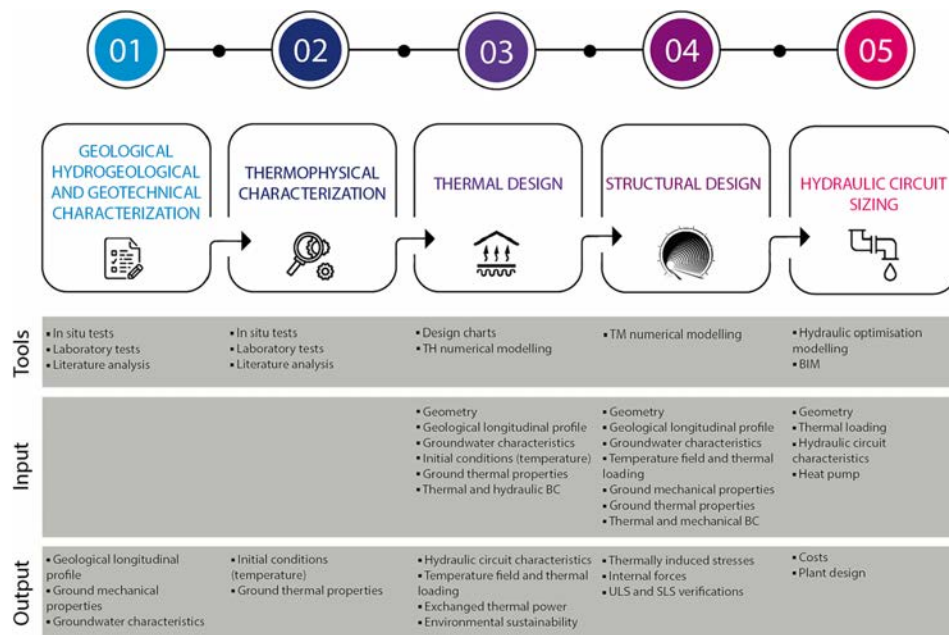 01
02
03
04
05
GEOLOGICAL
HYDROGEOLOGICAL
AND GEOTECHNICAL
CHARACTERIZATION
THERMOPHYSICAL
CHARACTERIZATION
THERMAL DESIGN
STRUCTURAL DESIGN
HYDRAULIC CIRCUIT
SIZING
Tools
▪ In situ tests
▪ Laboratory tests
▪ Literature analysis
▪ In situ tests
▪ Laboratory tests
▪ Literature analysis
▪ Design charts
▪ TH numerical modelling
▪ TM numerical modelling
▪ Hydraulic optimisation
modelling
▪ BIM
Input
▪ Geometry
▪ Geological longitudinal profile
▪ Groundwater characteristics
▪ Initial conditions (temperature)
▪ Ground thermal properties
▪ Thermal and hydraulic BC
▪ Geometry
▪ Geological longitudinal profile
▪ Groundwater characteristics
▪ Temperature field and thermal
loading
▪ Ground mechanical properties
▪ Ground thermal properties
▪ Thermal and mechanical BC
▪ Geometry
▪ Thermal loading
▪ Hydraulic circuit
characteristics
▪ Heat pump
Output
▪ Geological longitudinal
profile
▪ Ground mechanical
properties
▪ Groundwater characteristics
▪ Initial conditions
(temperature)
▪ Ground thermal properties
▪ Hydraulic circuit characteristics
▪ Temperature field and thermal
loading
▪ Exchanged thermal power
▪ Environmental sustainability
▪ Thermally induced stresses
▪ Internal forces
▪ ULS and SLS verifications
▪ Costs
▪ Plant design